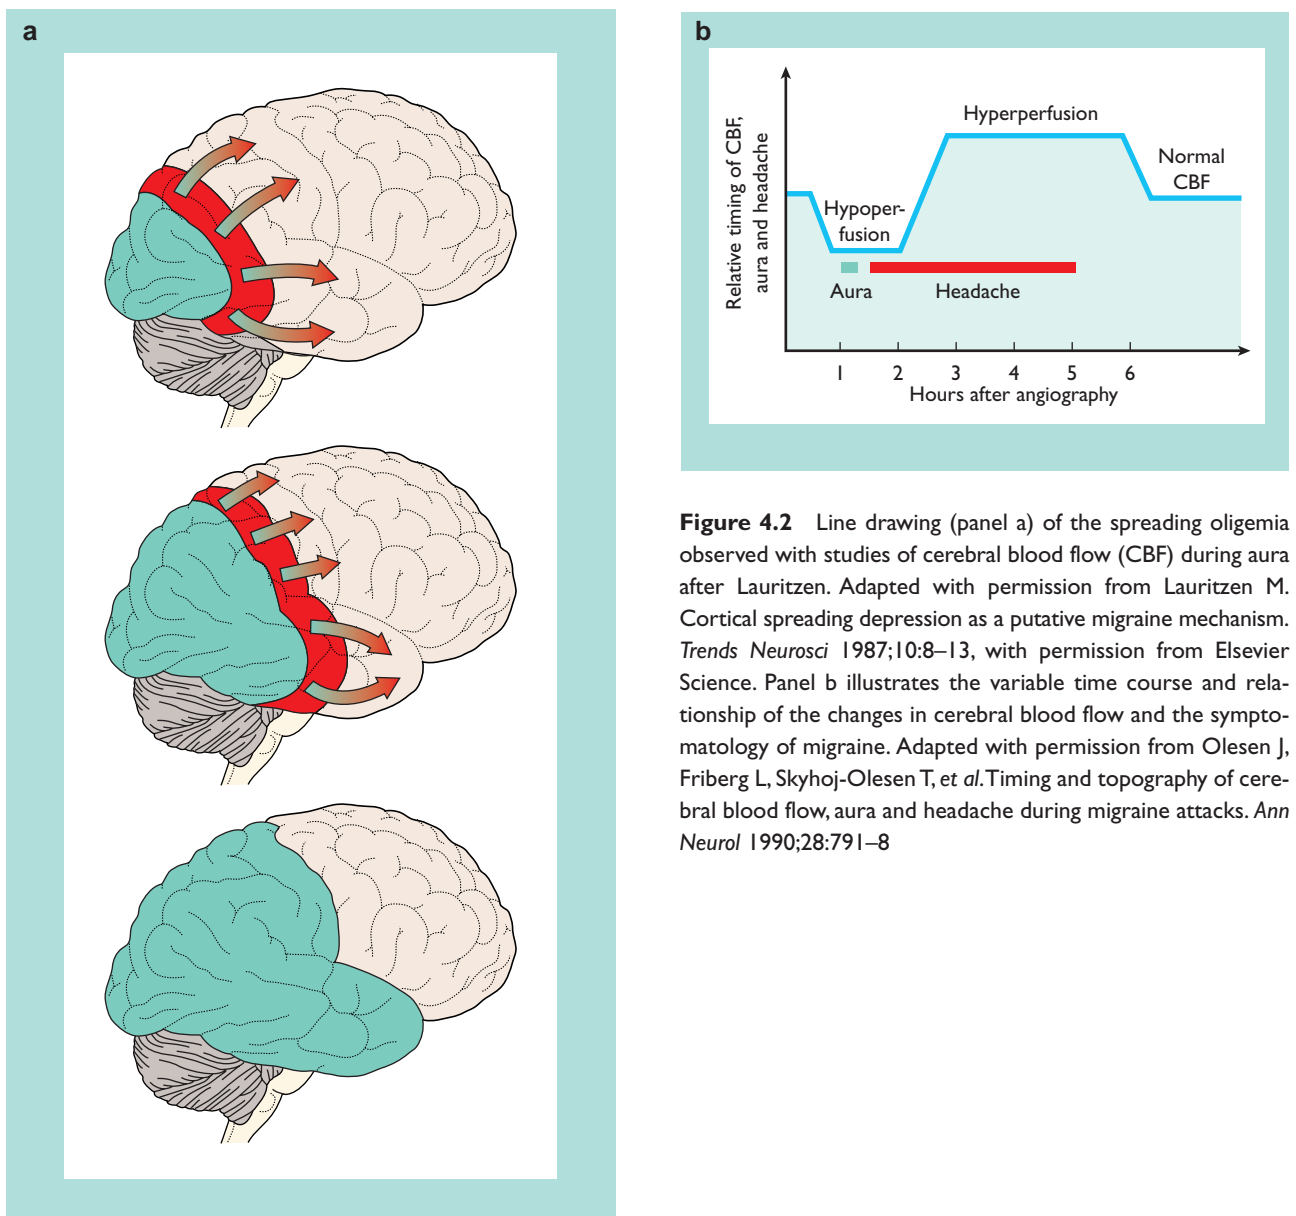 a
b
Relative timing of CBF,
aura and headache
Hyperperfusion
Normal
CBF
Hypoper-
fusion
Aura
Headache
1 2 3 4 5 6
Hours after angiography
Figure 4.2 Line drawing (panel a) of the spreading oligemia
observed with studies of cerebral blood flow (CBF) during aura
after Lauritzen. Adapted with permission from Lauritzen M.
Cortical spreading depression as a putative migraine mechanism.
Trends Neurosci 1987;10:8–13, with permission from Elsevier
Science. Panel b illustrates the variable time course and rela-
tionship of the changes in cerebral blood flow and the sympto-
matology of migraine. Adapted with permission from Olesen J,
Friberg L, Skyhoj-Olesen T, et al. Timing and topography of cere-
bral blood flow, aura and headache during migraine attacks. Ann
Neurol 1990;28:791–8